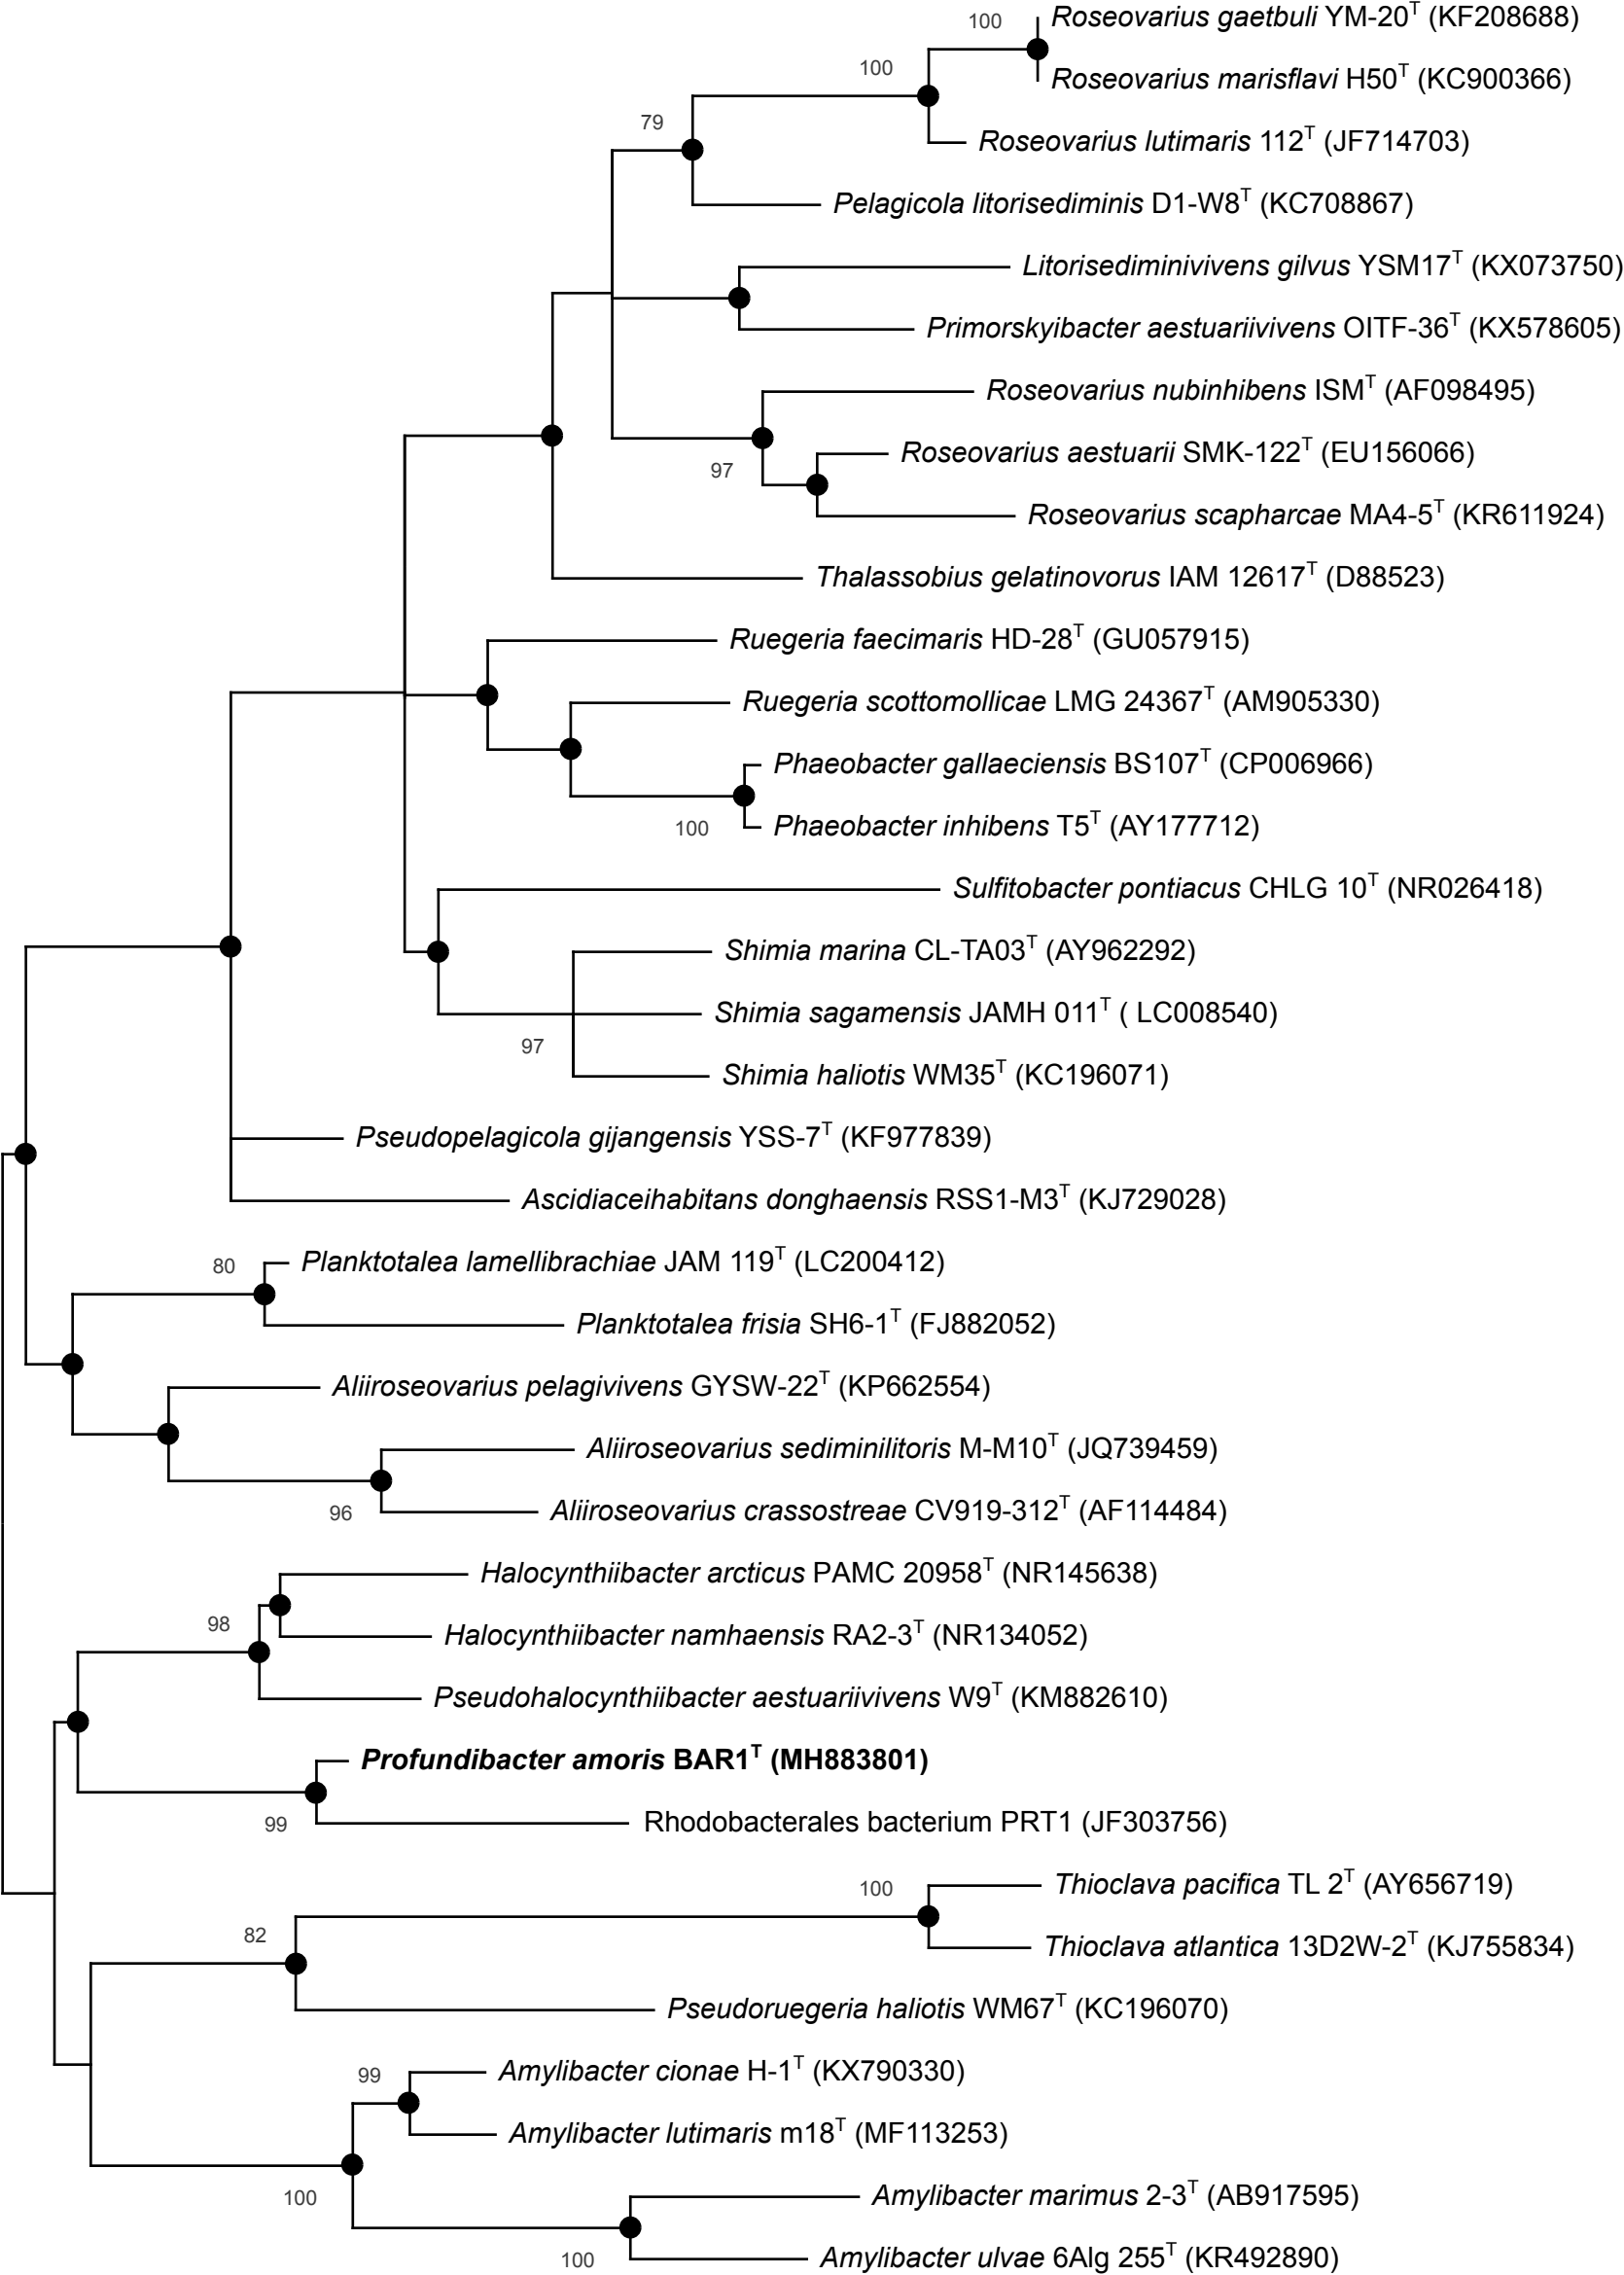 100
Roseovarius gaetbuli YM-20T (KF208688)
100
Roseovarius marisflavi H50T (KC900366)
79
Roseovarius lutimaris 112T (JF714703)
Pelagicola litorisediminis D1-W8T (KC708867)
Litorisediminivivens gilvus YSM17T (KX073750)
Primorskyibacter aestuariivivens OITF-36T (KX578605)
Roseovarius nubinhibens ISMT (AF098495)
Roseovarius aestuarii SMK-122T (EU156066)
97
Roseovarius scapharcae MA4-5T (KR611924)
Thalassobius gelatinovorus IAM 12617T (D88523)
Ruegeria faecimaris HD-28T (GU057915)
Ruegeria scottomollicae LMG 24367T (AM905330)
Phaeobacter gallaeciensis BS107T (CP006966)
Phaeobacter inhibens T5T (AY177712)
100
Sulfitobacter pontiacus CHLG 10T (NR026418)
Shimia marina CL-TA03T (AY962292)
Shimia sagamensis JAMH 011T ( LC008540)
97
Shimia haliotis WM35T (KC196071)
Pseudopelagicola gijangensis YSS-7T (KF977839)
Ascidiaceihabitans donghaensis RSS1-M3T (KJ729028)
80
Planktotalea lamellibrachiae JAM 119T (LC200412)
Planktotalea frisia SH6-1T (FJ882052)
Aliiroseovarius pelagivivens GYSW-22T (KP662554)
Aliiroseovarius sediminilitoris M-M10T (JQ739459)
96
Aliiroseovarius crassostreae CV919-312T (AF114484)
Halocynthiibacter arcticus PAMC 20958T (NR145638)
98
Halocynthiibacter namhaensis RA2-3T (NR134052)
Pseudohalocynthiibacter aestuariivivens W9T (KM882610)
Profundibacter amoris BAR1T (MH883801)
99
Rhodobacterales bacterium PRT1 (JF303756)
100
Thioclava pacifica TL 2T (AY656719)
82
Thioclava atlantica 13D2W-2T (KJ755834)
Pseudoruegeria haliotis WM67T (KC196070)
99
Amylibacter cionae H-1T (KX790330)
Amylibacter lutimaris m18T (MF113253)
100
Amylibacter marimus 2-3T (AB917595)
100
Amylibacter ulvae 6Alg 255T (KR492890)